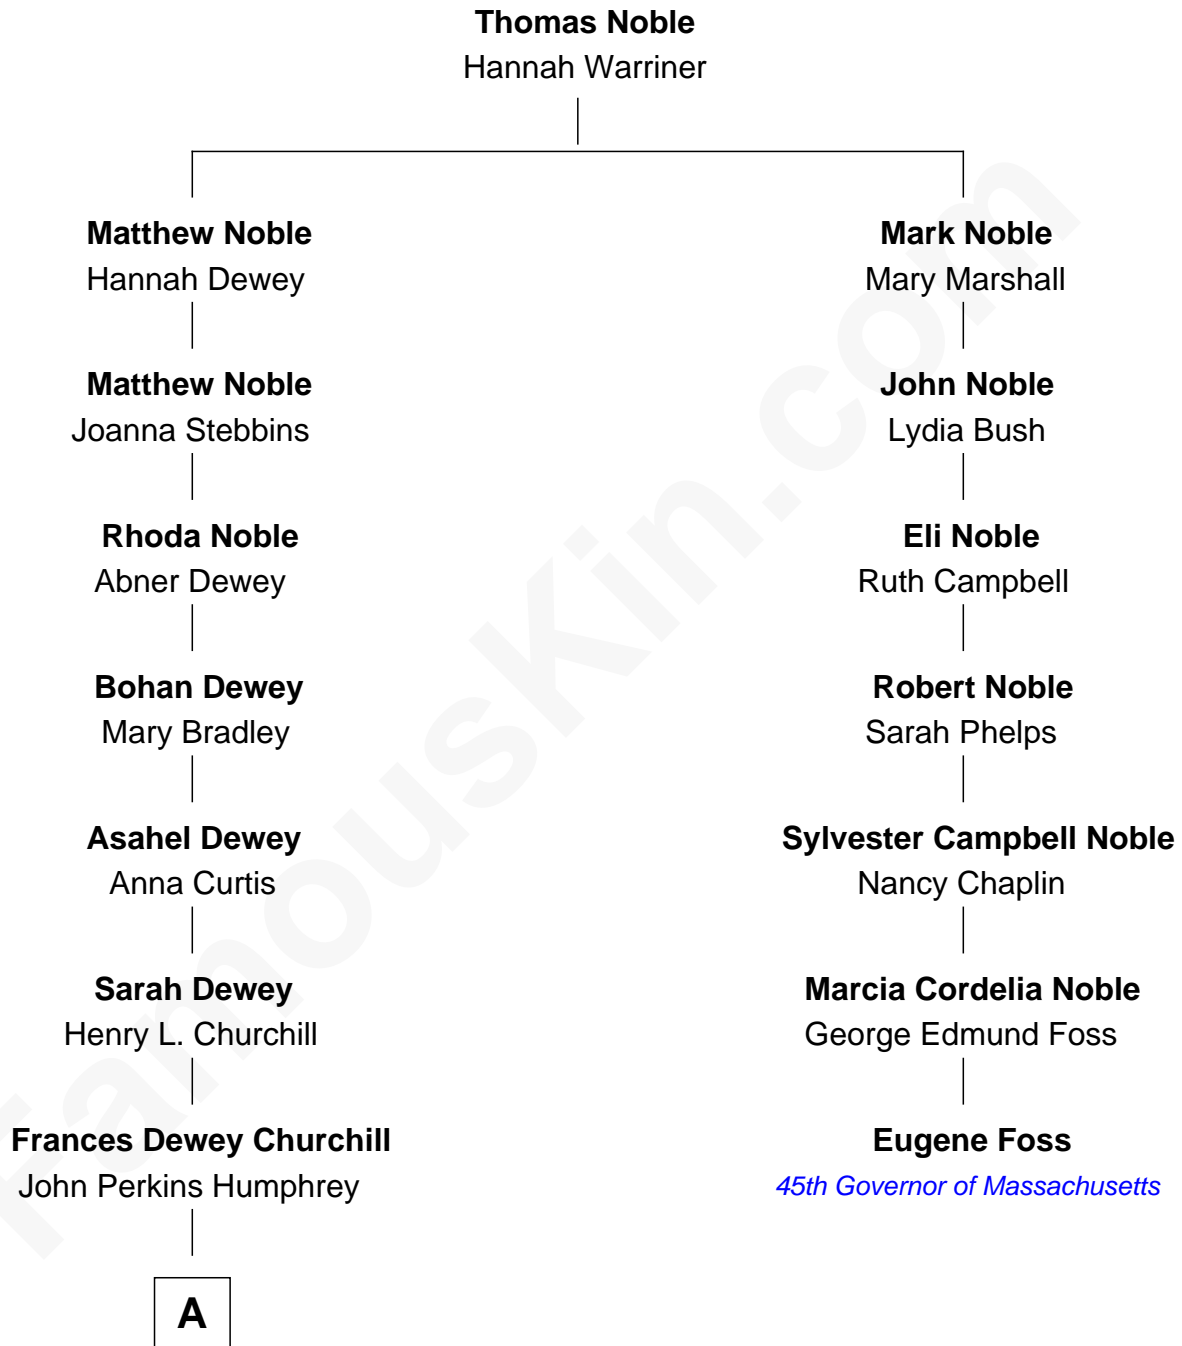 Thomas Noble
Hannah Warriner
Matthew Noble
Hannah Dewey
Mark Noble
Mary Marshall
Matthew Noble
Joanna Stebbins
John Noble
Lydia Bush
Rhoda Noble
Abner Dewey
Eli Noble
Ruth Campbell
Bohan Dewey
Mary Bradley
Robert Noble
Sarah Phelps
Asahel Dewey
Anna Curtis
Sylvester Campbell Noble
Nancy Chaplin
Sarah Dewey
Henry L. Churchill
Marcia Cordelia Noble
George Edmund Foss
Frances Dewey Churchill
John Perkins Humphrey
Eugene Foss
45th Governor of Massachusetts
A
FamousKin.com